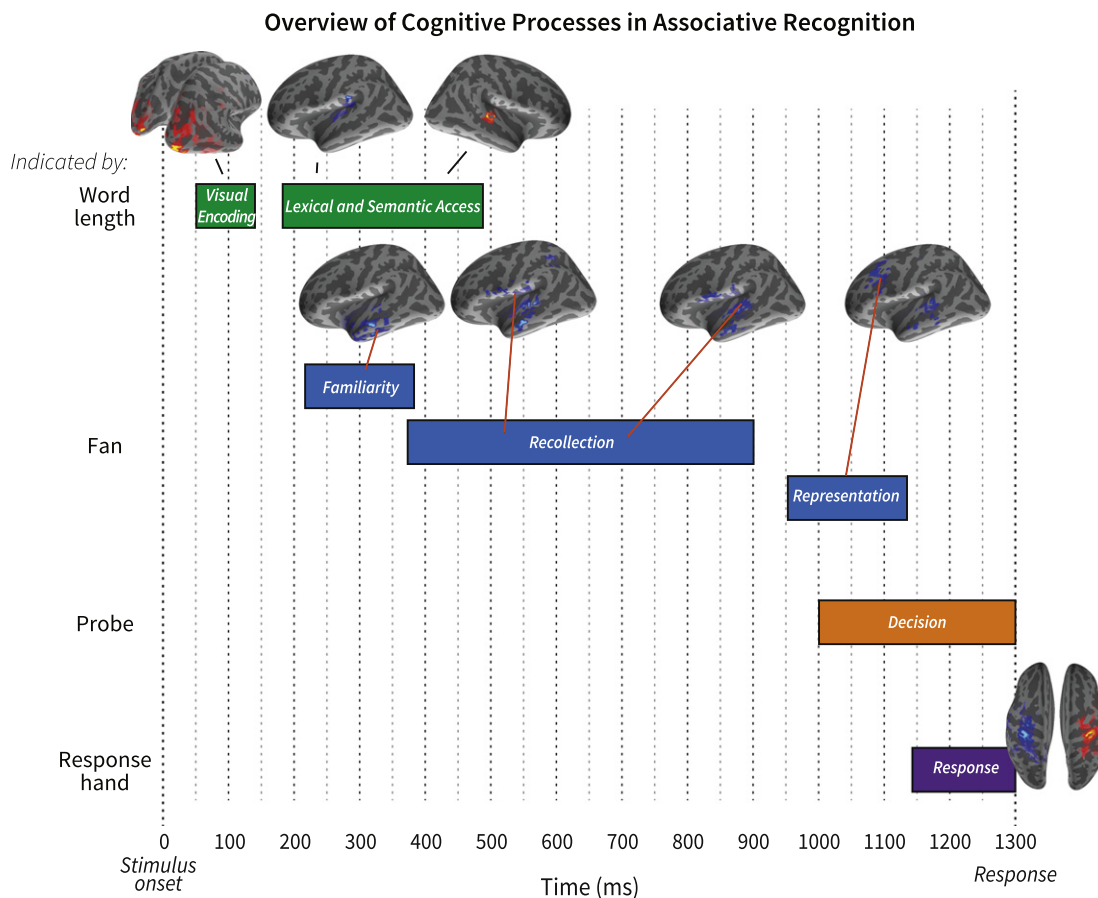 Overview of Cognitive Processes in Associative Recognition
Indicated by:
Word
length
Visual
Encoding
Lexical and Semantic Access
Familiarity
Fan
Recollection
Representation
Probe
Decision
Response
hand
Response
0 100 200 300 400 500 600 700 800 900 1000 1100 1200 1300
Stimulus
onset
Response
Time (ms)